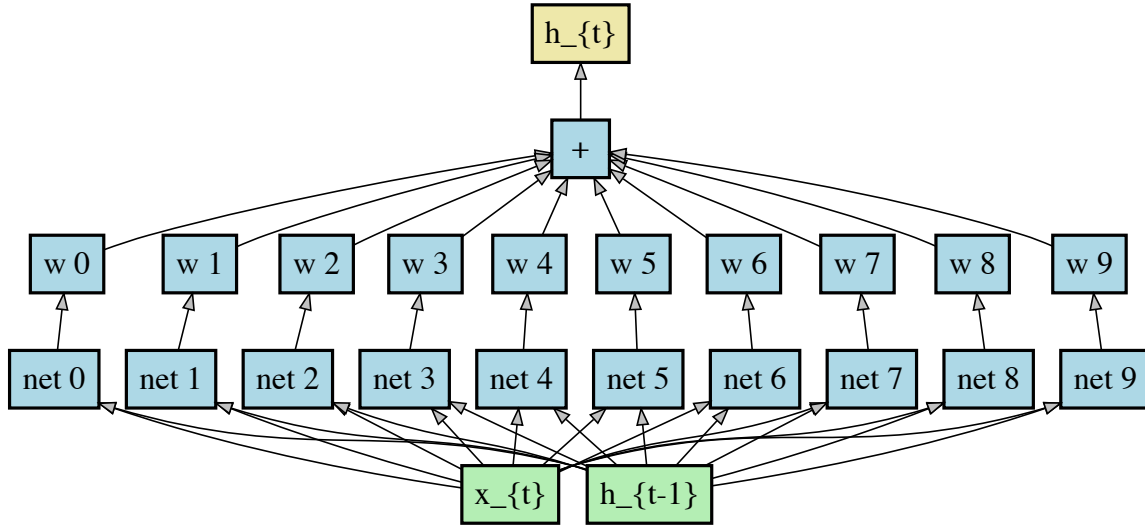 h_{t}
+
w 0 w 1 w 2 w 3 w 4 w 5 w 6 w 7 w 8 w 9
net 0 net 1 net 2 net 3 net 4 net 5 net 6 net 7 net 8 net 9
x_{t} h_{t-1}